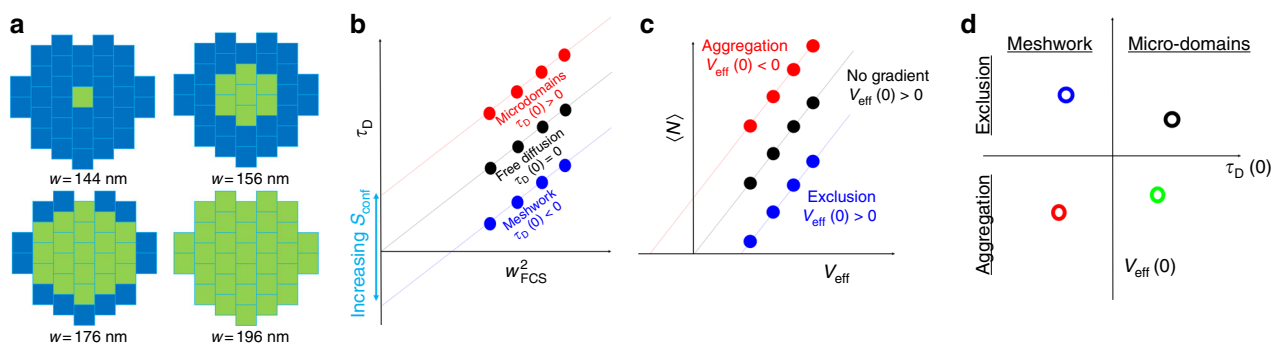 a
w = 144 nm
w = 156 nm
w = 176 nm
w = 196 nm
b
τD
Microdomains
τD (0) > 0
Free diffusion
τD (0) = 0
Meshwork
τD (0) < 0
Increasing Sconf
w²FCS
c
Aggregation
Veff (0) < 0
No gradient
Veff (0) > 0
⟨N⟩
Exclusion
Veff (0) > 0
Veff
d
Meshwork
Micro-domains
Exclusion
τD (0)
Aggregation
Veff (0)